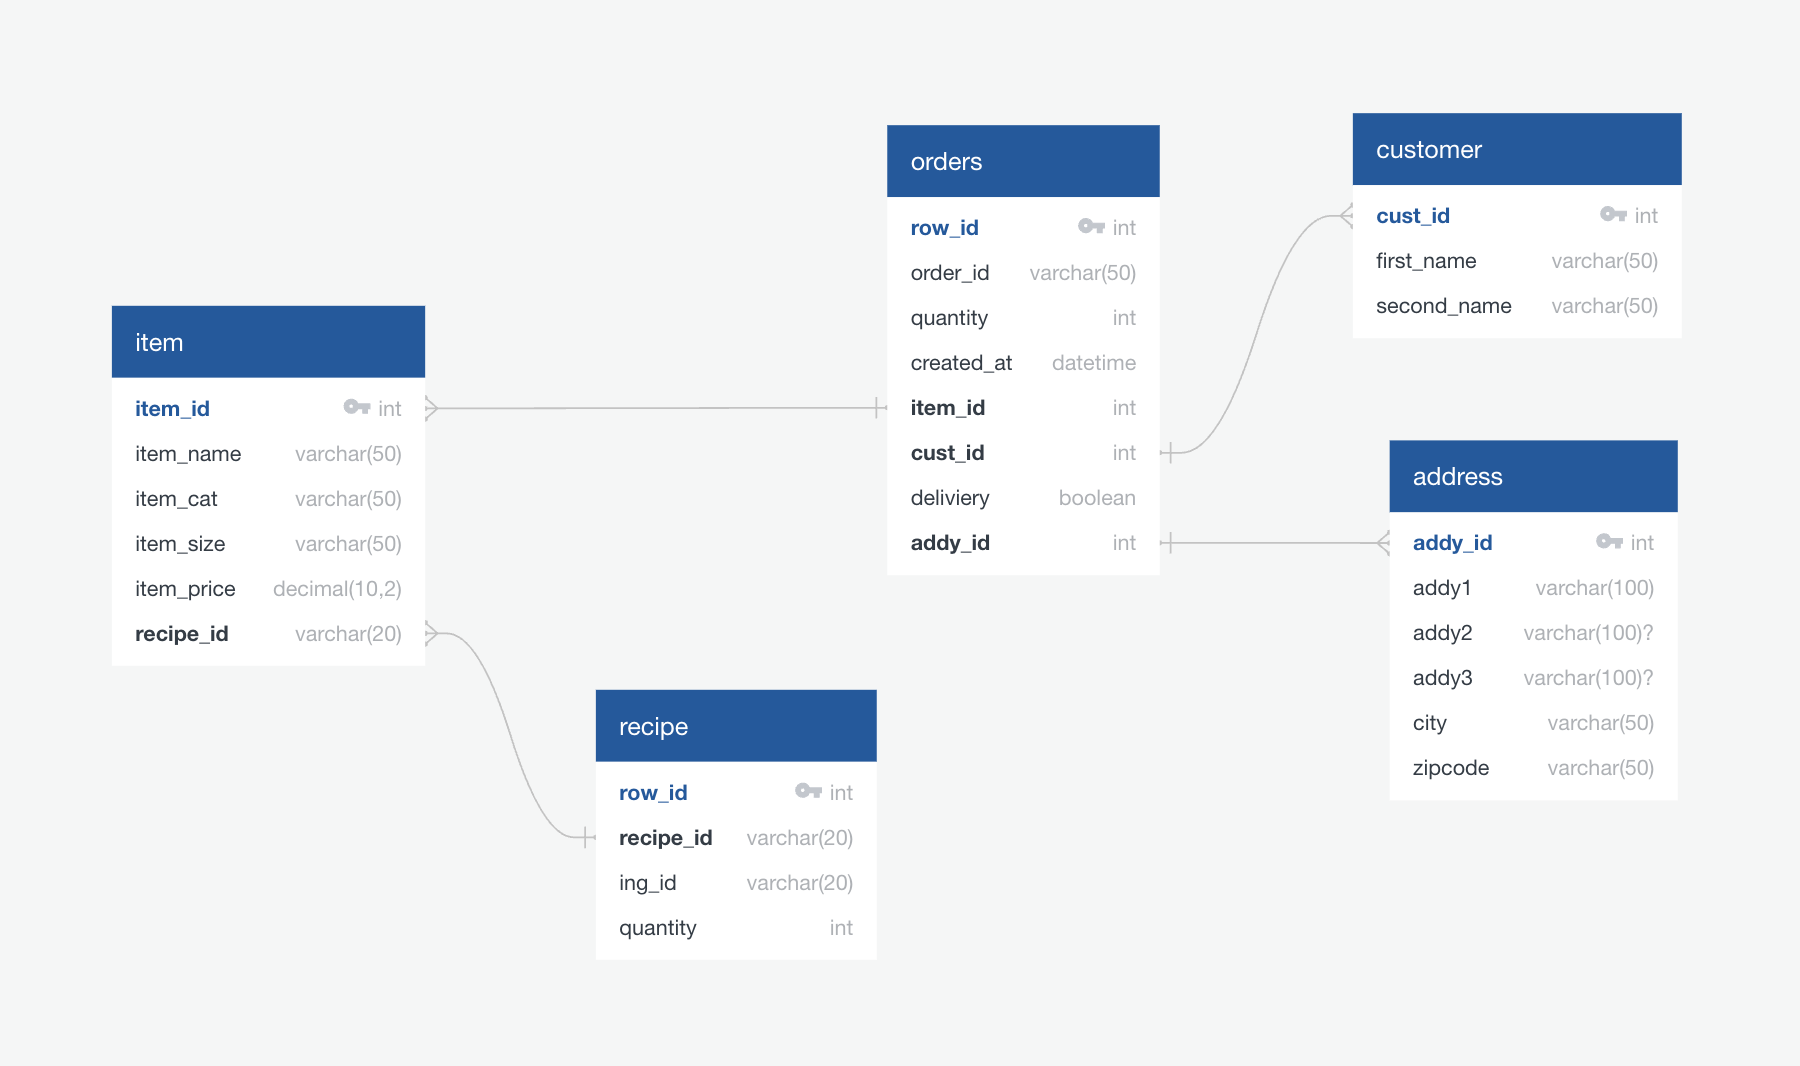 item
item_id int
item_name varchar(50)
item_cat varchar(50)
item_size varchar(50)
item_price decimal(10,2)
recipe_id varchar(20)
recipe
row_id int
recipe_id varchar(20)
ing_id varchar(20)
quantity int
orders
row_id int
order_id varchar(50)
quantity int
created_at datetime
item_id int
cust_id int
deliviery boolean
addy_id int
customer
cust_id int
first_name varchar(50)
second_name varchar(50)
address
addy_id int
addy1 varchar(100)
addy2 varchar(100)?
addy3 varchar(100)?
city varchar(50)
zipcode varchar(50)